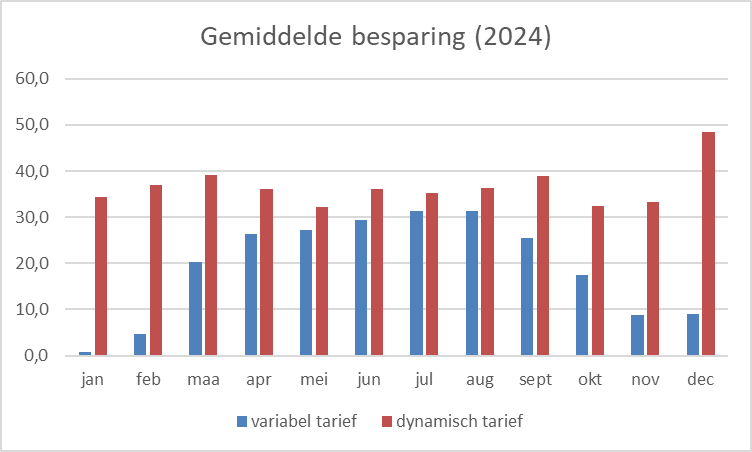 Gemiddelde besparing (2024)
60,0
50,0
40,0
30,0
20,0
10,0
0,0
jan feb maa apr mei jun jul aug sept okt nov dec
variabel tarief dynamisch tarief